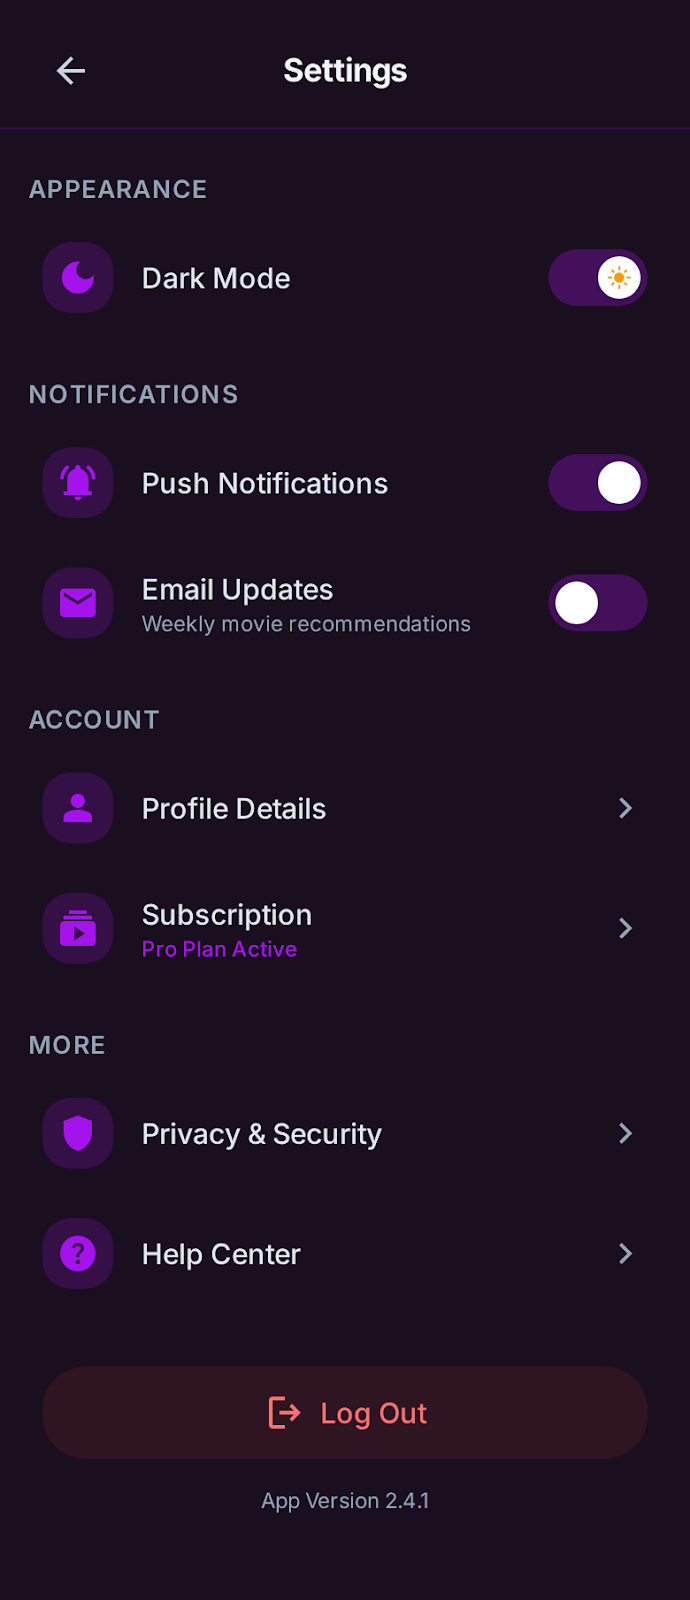 Settings
APPEARANCE
Dark Mode
NOTIFICATIONS
Push Notifications
Email Updates
Weekly movie recommendations
ACCOUNT
Profile Details
Subscription
Pro Plan Active
MORE
Privacy & Security
Help Center
Log Out
App Version 2.4.1